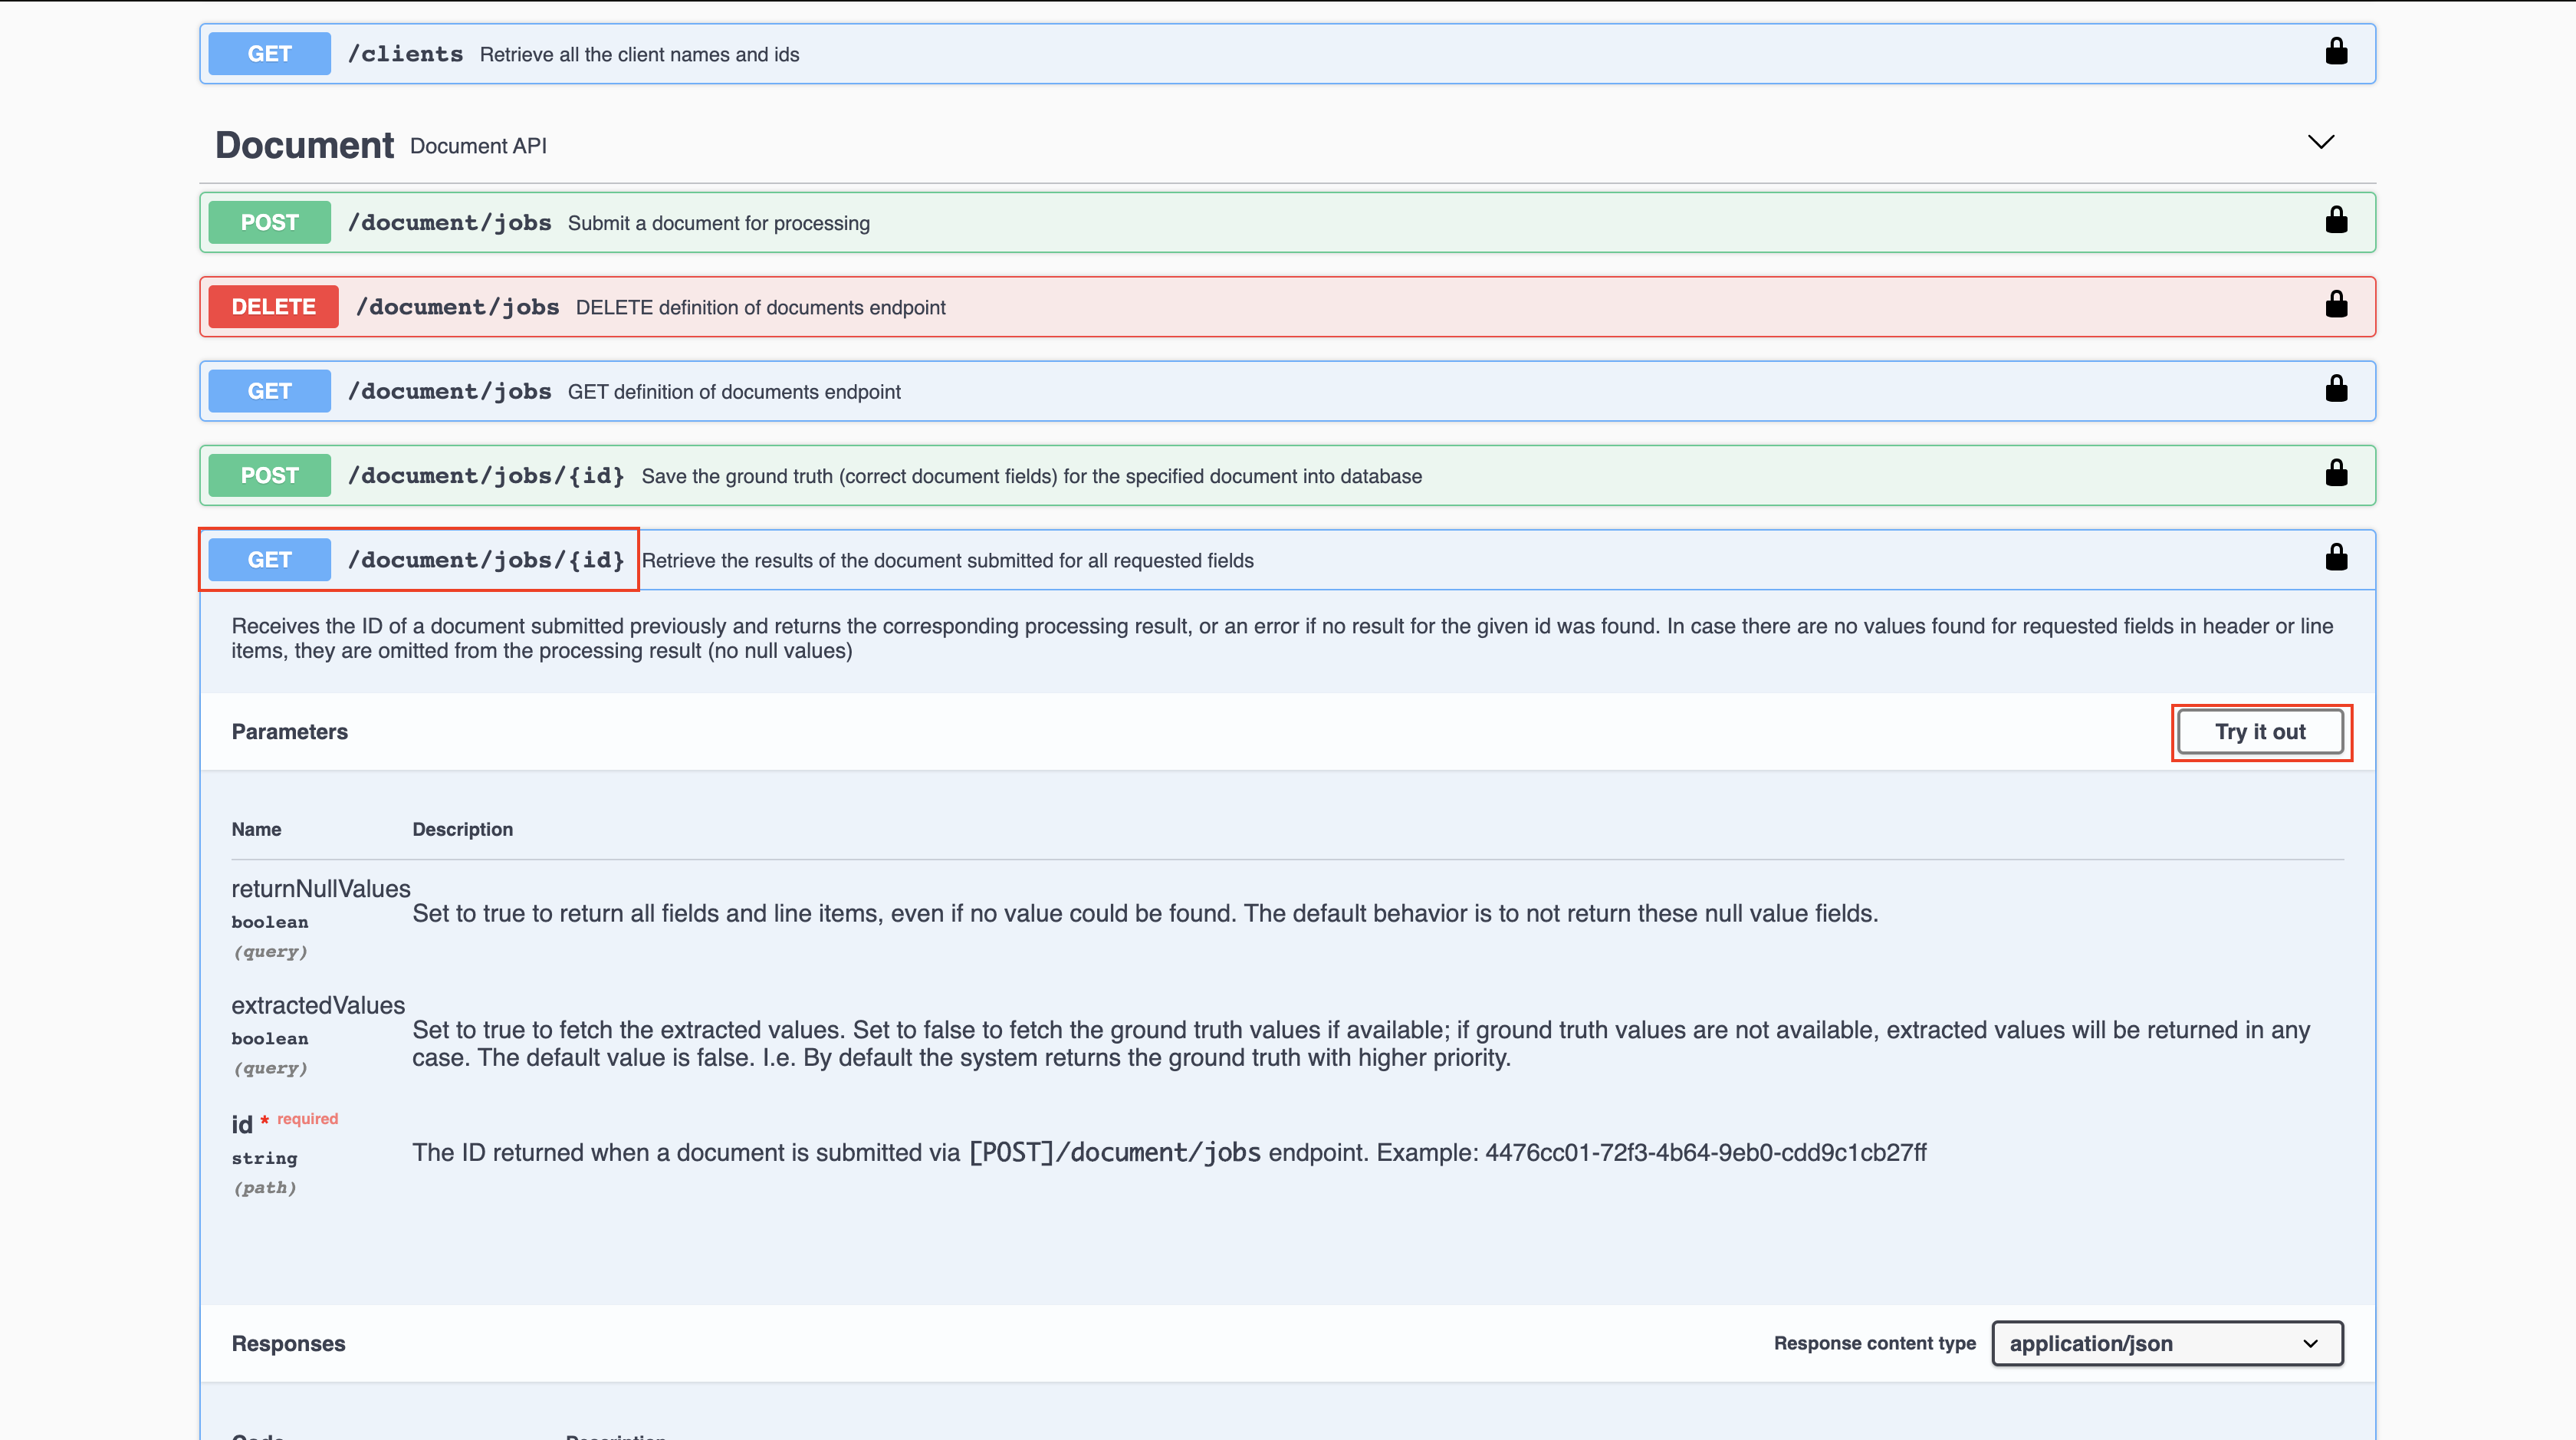 GET /clients Retrieve all the client names and ids
Document Document API
POST /document/jobs Submit a document for processing
DELETE /document/jobs DELETE definition of documents endpoint
GET /document/jobs GET definition of documents endpoint
POST /document/jobs/{id} Save the ground truth (correct document fields) for the specified document into database
GET /document/jobs/{id} Retrieve the results of the document submitted for all requested fields
Receives the ID of a document submitted previously and returns the corresponding processing result, or an error if no result for the given id was found. In case there are no values found for requested fields in header or line
items, they are omitted from the processing result (no null values)
Parameters Try it out
Name Description
returnNullValues
boolean
(query)
Set to true to return all fields and line items, even if no value could be found. The default behavior is to not return these null value fields.
extractedValues
boolean
(query)
Set to true to fetch the extracted values. Set to false to fetch the ground truth values if available; if ground truth values are not available, extracted values will be returned in any
case. The default value is false. I.e. By default the system returns the ground truth with higher priority.
id * required
string
(path)
The ID returned when a document is submitted via [POST]/document/jobs endpoint. Example: 4476cc01-72f3-4b64-9eb0-cdd9c1cb27ff
Responses Response content type application/json